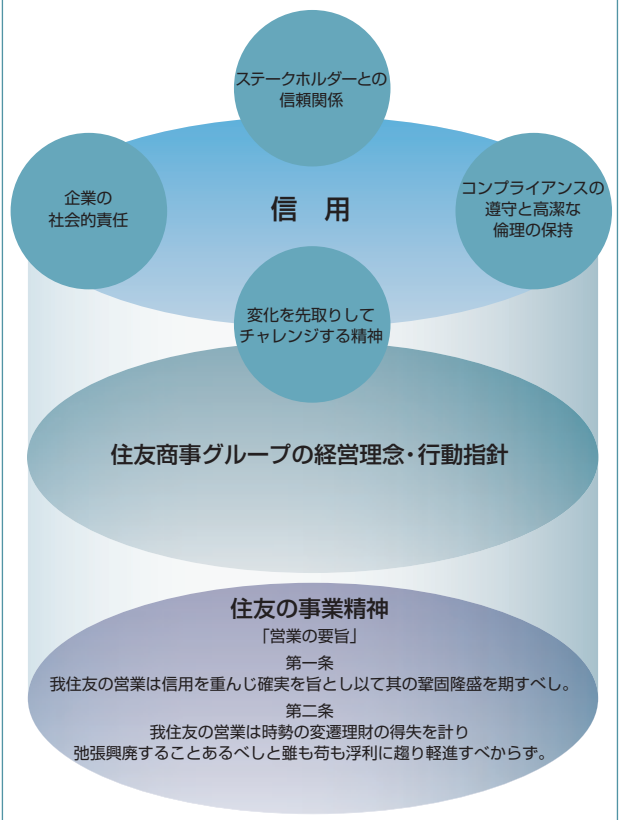 ステークホルダーとの
信頼関係
企業の
社会的責任
信　用
コンプライアンスの
遵守と高潔な
倫理の保持
変化を先取りして
チャレンジする精神
住友商事グループの経営理念・行動指針
住友の事業精神
「営業の要旨」
第一条
我住友の営業は信用を重んじ確実を旨とし以て其の鞏固隆盛を期すべし。
第二条
我住友の営業は時勢の変遷理財の得失を計り
弛張興廃することあるべしと雖も苟も浮利に趨り軽進すべからず。